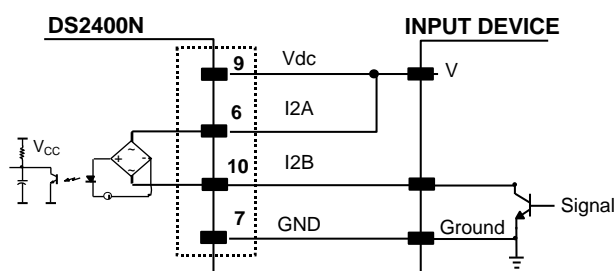 DS2400N
INPUT DEVICE
9 Vdc V
6 I2A
VCC
10 I2B
Signal
7 GND Ground
+ ~ ~ -